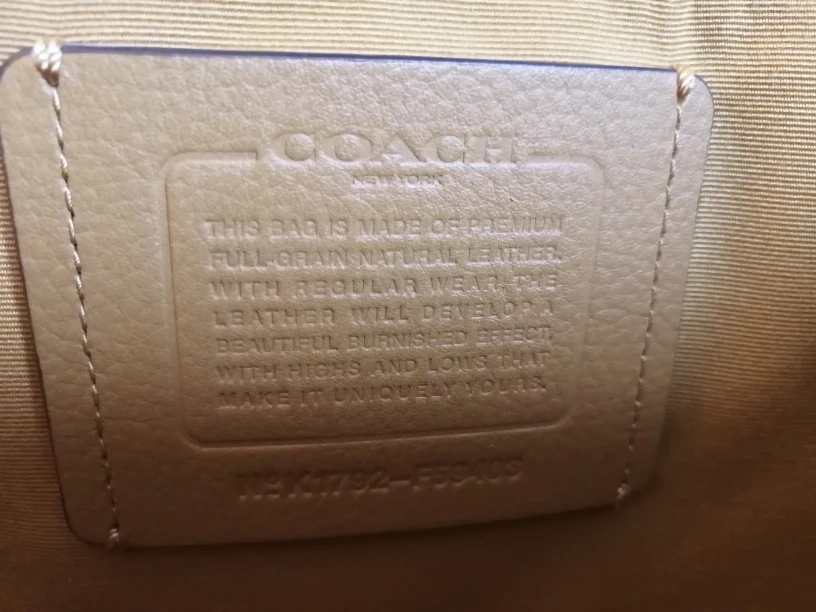 COACH
NEW YORK
THIS BAG IS MADE OF PREMIUM
FULL-GRAIN NATURAL LEATHER.
WITH REGULAR WEAR, THE
LEATHER WILL DEVELOP A
BEAUTIFUL BURNISHED EFFECT,
WITH HIGHS AND LOWS THAT
MAKE IT UNIQUELY YOURS.